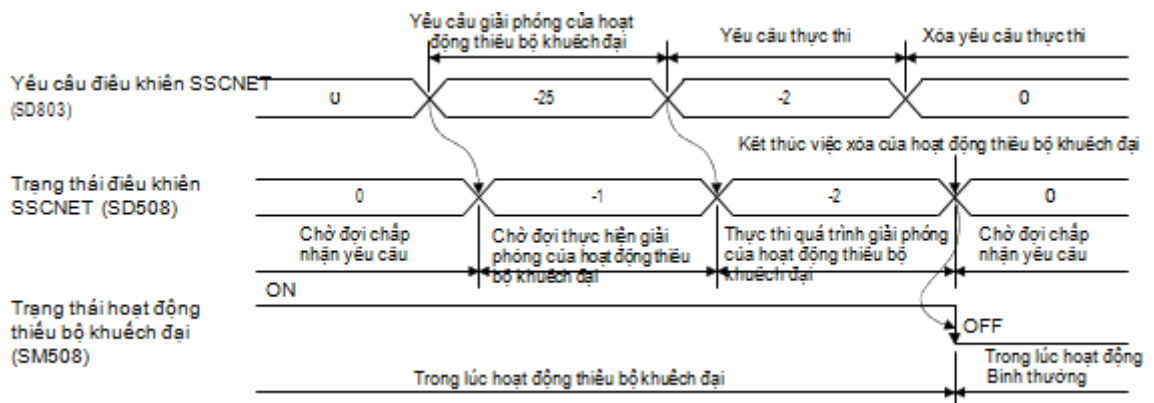 Yêu cầu giải phóng của hoạt
động thiếu bộ khuếch đại
Yêu cầu thực thi
Xóa yêu cầu thực thi
Yêu cầu điều khiển SSCNET
(SD803)
0
-25
-2
0
Kết thúc việc xóa của hoạt động thiếu bộ khuếch đại
Trạng thái điều khiển
SSCNET (SD508)
0
-1
-2
0
Chờ đợi chấp
nhận yêu cầu
Chờ đợi thực hiện giải
phóng của hoạt động thiếu
bộ khuếch đại
Thực thi quá trình giải phóng
của hoạt động thiếu bộ
khuếch đại
Chờ đợi chấp
nhận yêu cầu
ON
Trạng thái hoạt động
thiếu bộ khuếch đại
(SM508)
OFF
Trong lúc hoạt động thiếu bộ khuếch đại
Trong lúc hoạt động
Bình thường